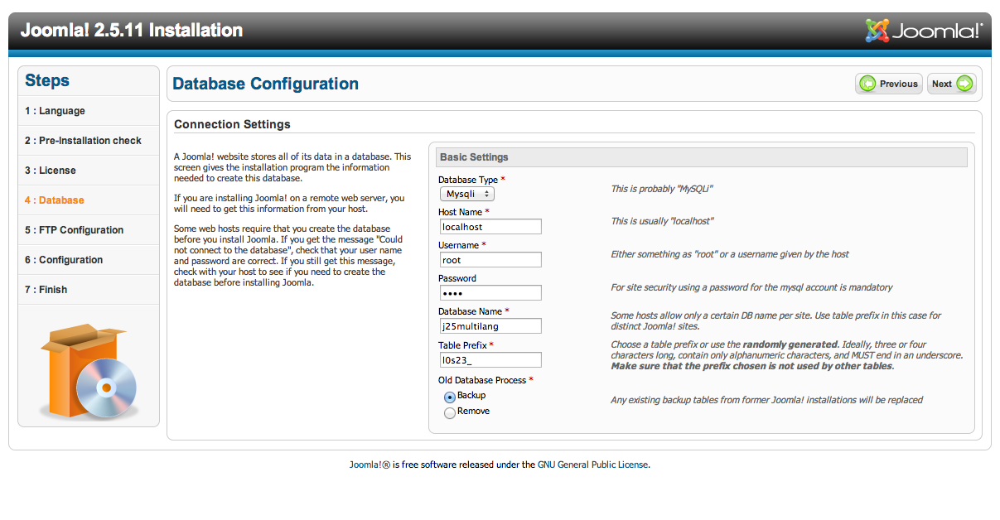 Joomla! 2.5.11 Installation
Joomla!®
Steps
1 : Language
2 : Pre-Installation check
3 : License
4 : Database
5 : FTP Configuration
6 : Configuration
7 : Finish
Database Configuration
Previous
Next
Connection Settings
A Joomla! website stores all of its data in a database. This
screen gives the installation program the information
needed to create this database.
If you are installing Joomla! on a remote web server, you
will need to get this information from your host.
Some web hosts require that you create the database
before you install Joomla. If you get the message "Could
not connect to the database", check that your user name
and password are correct. If you still get this message,
check with your host to see if you need to create the
database before installing Joomla.
Basic Settings
Database Type *
Mysqli
This is probably "MySQLi"
Host Name *
localhost
This is usually "localhost"
Username *
root
Either something as "root" or a username given by the host
Password
••••
For site security using a password for the mysql account is mandatory
Database Name *
j25multilang
Some hosts allow only a certain DB name per site. Use table prefix in this case for
distinct Joomla! sites.
Table Prefix *
l0s23_
Choose a table prefix or use the randomly generated. Ideally, three or four
characters long, contain only alphanumeric characters, and MUST end in an underscore.
Make sure that the prefix chosen is not used by other tables.
Old Database Process *
Backup
Remove
Any existing backup tables from former Joomla! installations will be replaced
Joomla!® is free software released under the GNU General Public License.